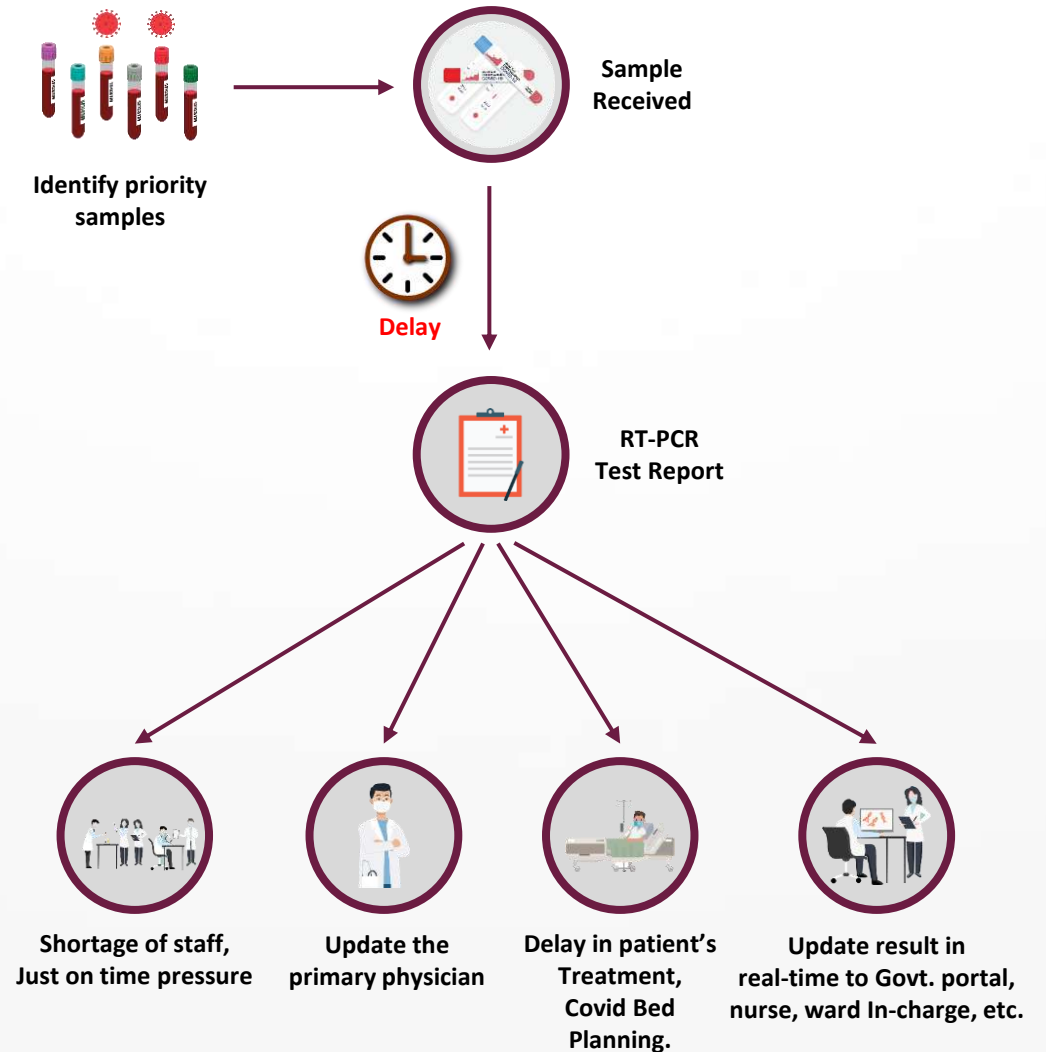 Identify priority
samples
Sample
Received
Delay
RT-PCR
Test Report
Shortage of staff,
Just on time pressure
Update the
primary physician
Delay in patient’s
Treatment,
Covid Bed
Planning.
Update result in
real-time to Govt. portal,
nurse, ward In-charge, etc.